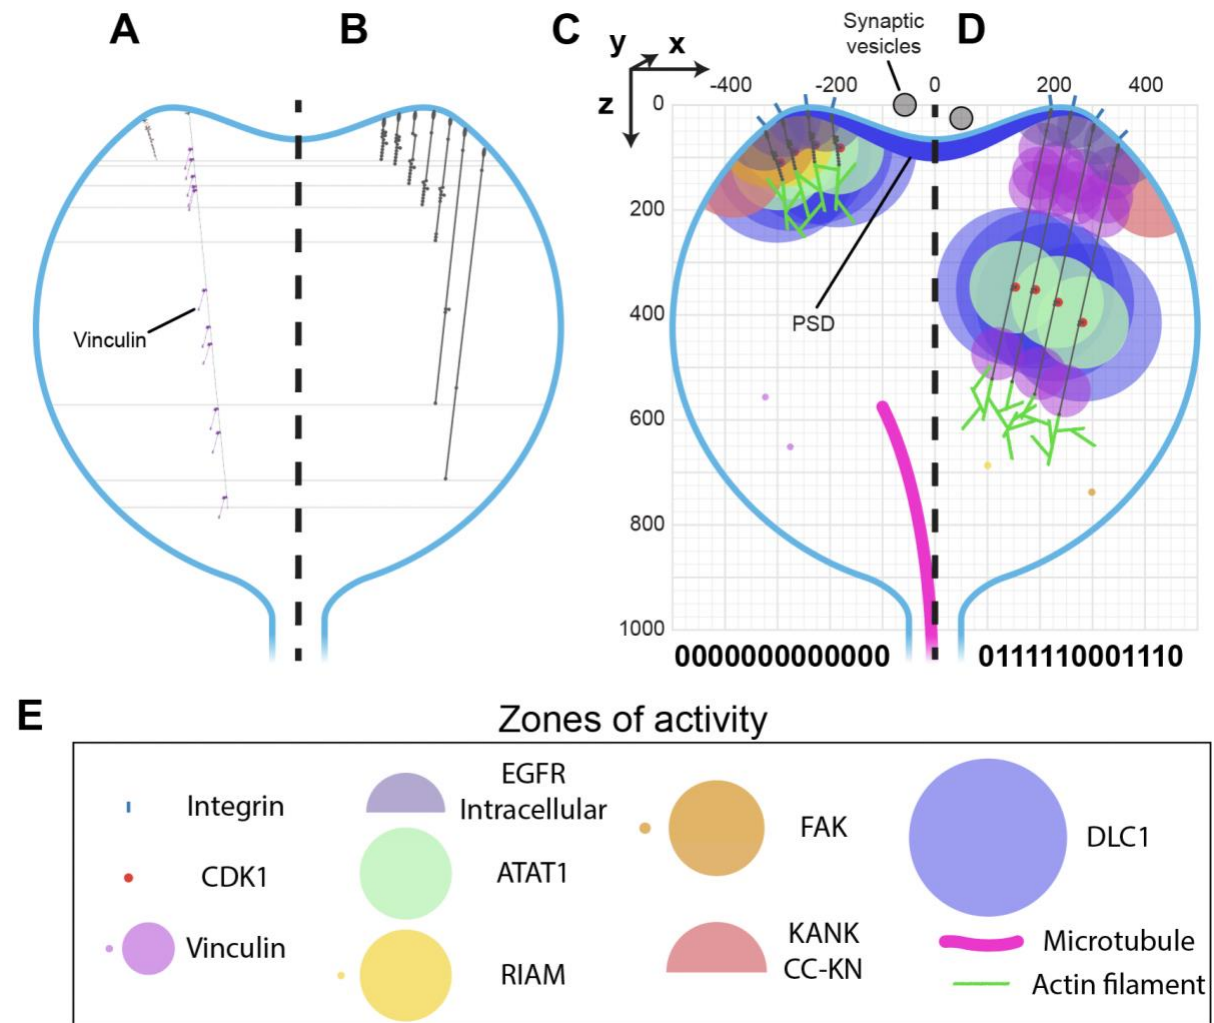 A
B
C
D
Synaptic
vesicles
y
x
z
-400
-200
0
200
400
0
200
400
600
800
1000
Vinculin
PSD
0000000000000
0111110001110
E
Zones of activity
Integrin
EGFR
Intracellular
FAK
DLC1
CDK1
ATAT1
Vinculin
RIAM
KANK
CC-KN
Microtubule
Actin filament